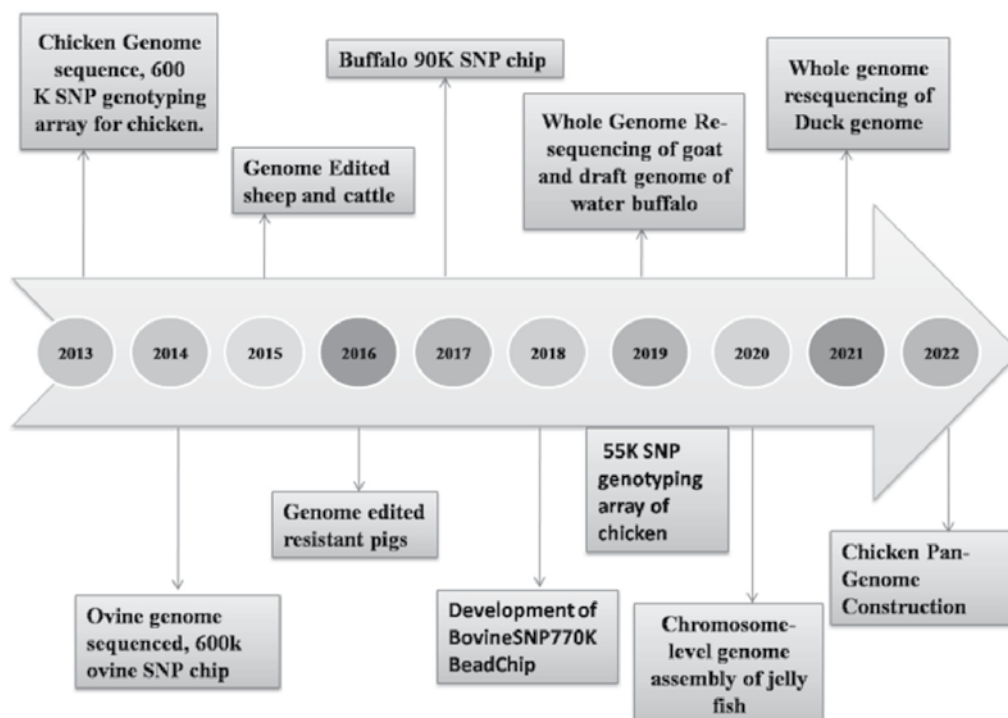 Chicken Genome
sequence, 600
K SNP genotyping
array for chicken.
Genome Edited
sheep and cattle
Buffalo 90K SNP chip
Whole Genome Re-
sequencing of goat
and draft genome of
water buffalo
Whole genome
resequencing of
Duck genome
2013
2014
2015
2016
2017
2018
2019
2020
2021
2022
Ovine genome
sequenced, 600k
ovine SNP chip
Genome edited
resistant pigs
Development of
BovineSNP770K
BeadChip
55K SNP
genotyping
array of
chicken
Chromosome-
level genome
assembly of jelly
fish
Chicken Pan-
Genome
Construction